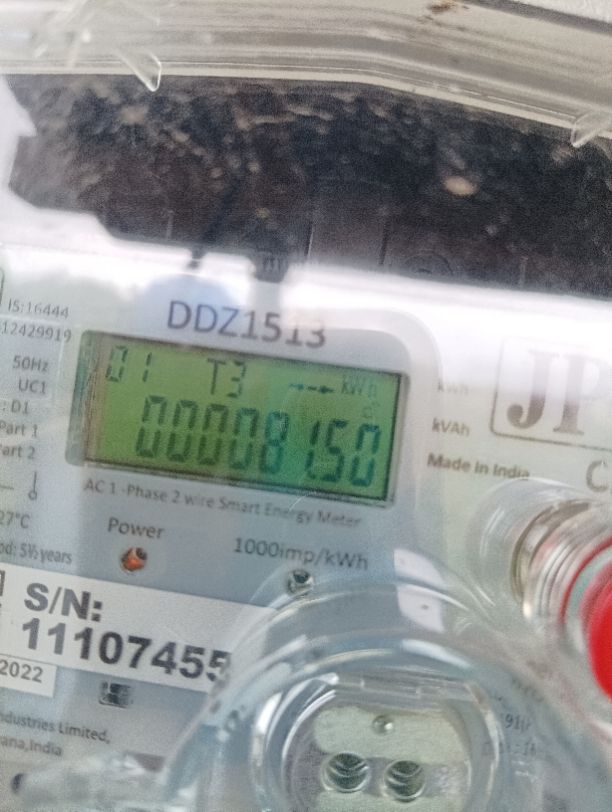 IS:16444
12429919
DDZ1513
50Hz
UC1
: D1
Part 1
Part 2
27°C
od: 5½ years
01 T3 kWh
00008150
kWh
kVAh
JP
Made in India
C
AC 1 -Phase 2 wire Smart Energy Meter
Power
1000imp/kWh
S/N:
11107455
2022
ndustries Limited,
ana,India